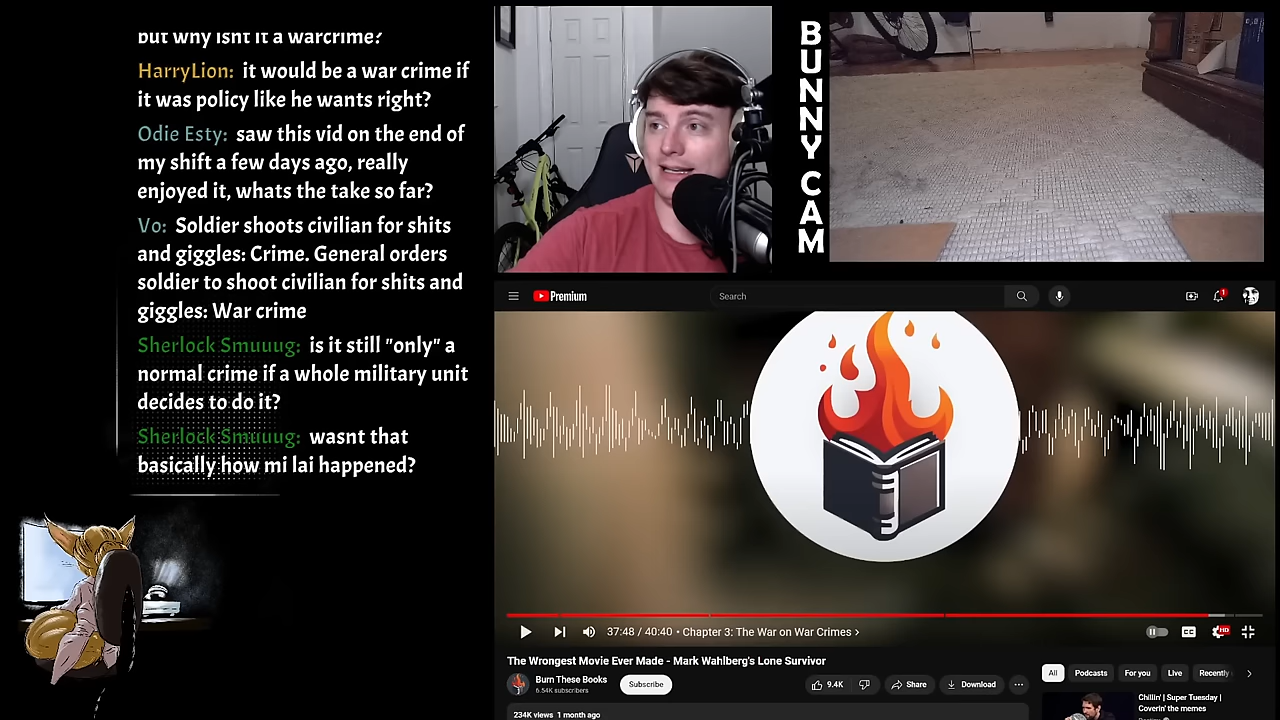 but why isnt it a warcrime?
HarryLion: it would be a war crime if
it was policy like he wants right?
Odie Esty: saw this vid on the end of
my shift a few days ago, really
enjoyed it, whats the take so far?
Vo: Soldier shoots civilian for shits
and giggles: Crime. General orders
soldier to shoot civilian for shits and
giggles: War crime
Sherlock Smuuug: is it still "only" a
normal crime if a whole military unit
decides to do it?
Sherlock Smuuug: wasnt that
basically how mi lai happened?
BUNNY CAM
Premium
Search
1
37:48 / 40:40 • Chapter 3: The War on War Crimes
CC
HD
The Wrongest Movie Ever Made - Mark Wahlberg's Lone Survivor
Burn These Books
6.54K subscribers
Subscribe
9.4K
Share
Download
234K views 1 month ago
All
Podcasts
For you
Live
Recently
Chillin' | Super Tuesday |
Coverin' the memes